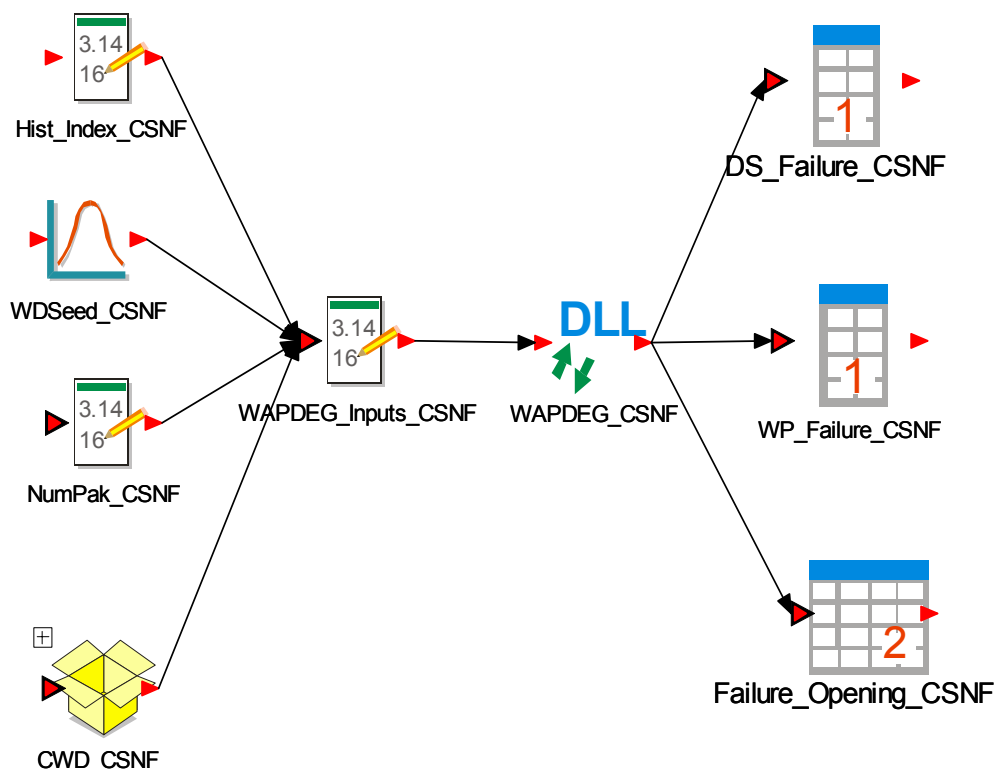 3.14
16
Hist_Index_CSNF
WDSeed_CSNF
3.14
16
NumPak_CSNF
CWD_CSNF
3.14
16
WAPDEG_Inputs_CSNF
DLL
WAPDEG_CSNF
1
DS_Failure_CSNF
1
WP_Failure_CSNF
2
Failure_Opening_CSNF